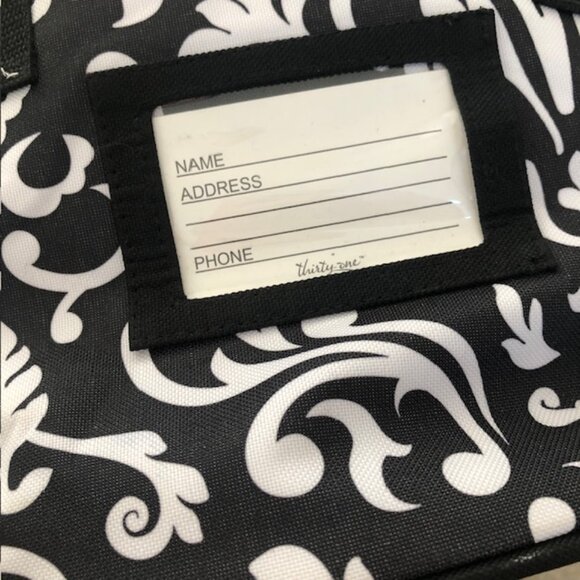 NAME
ADDRESS
PHONE
"thirty-one"